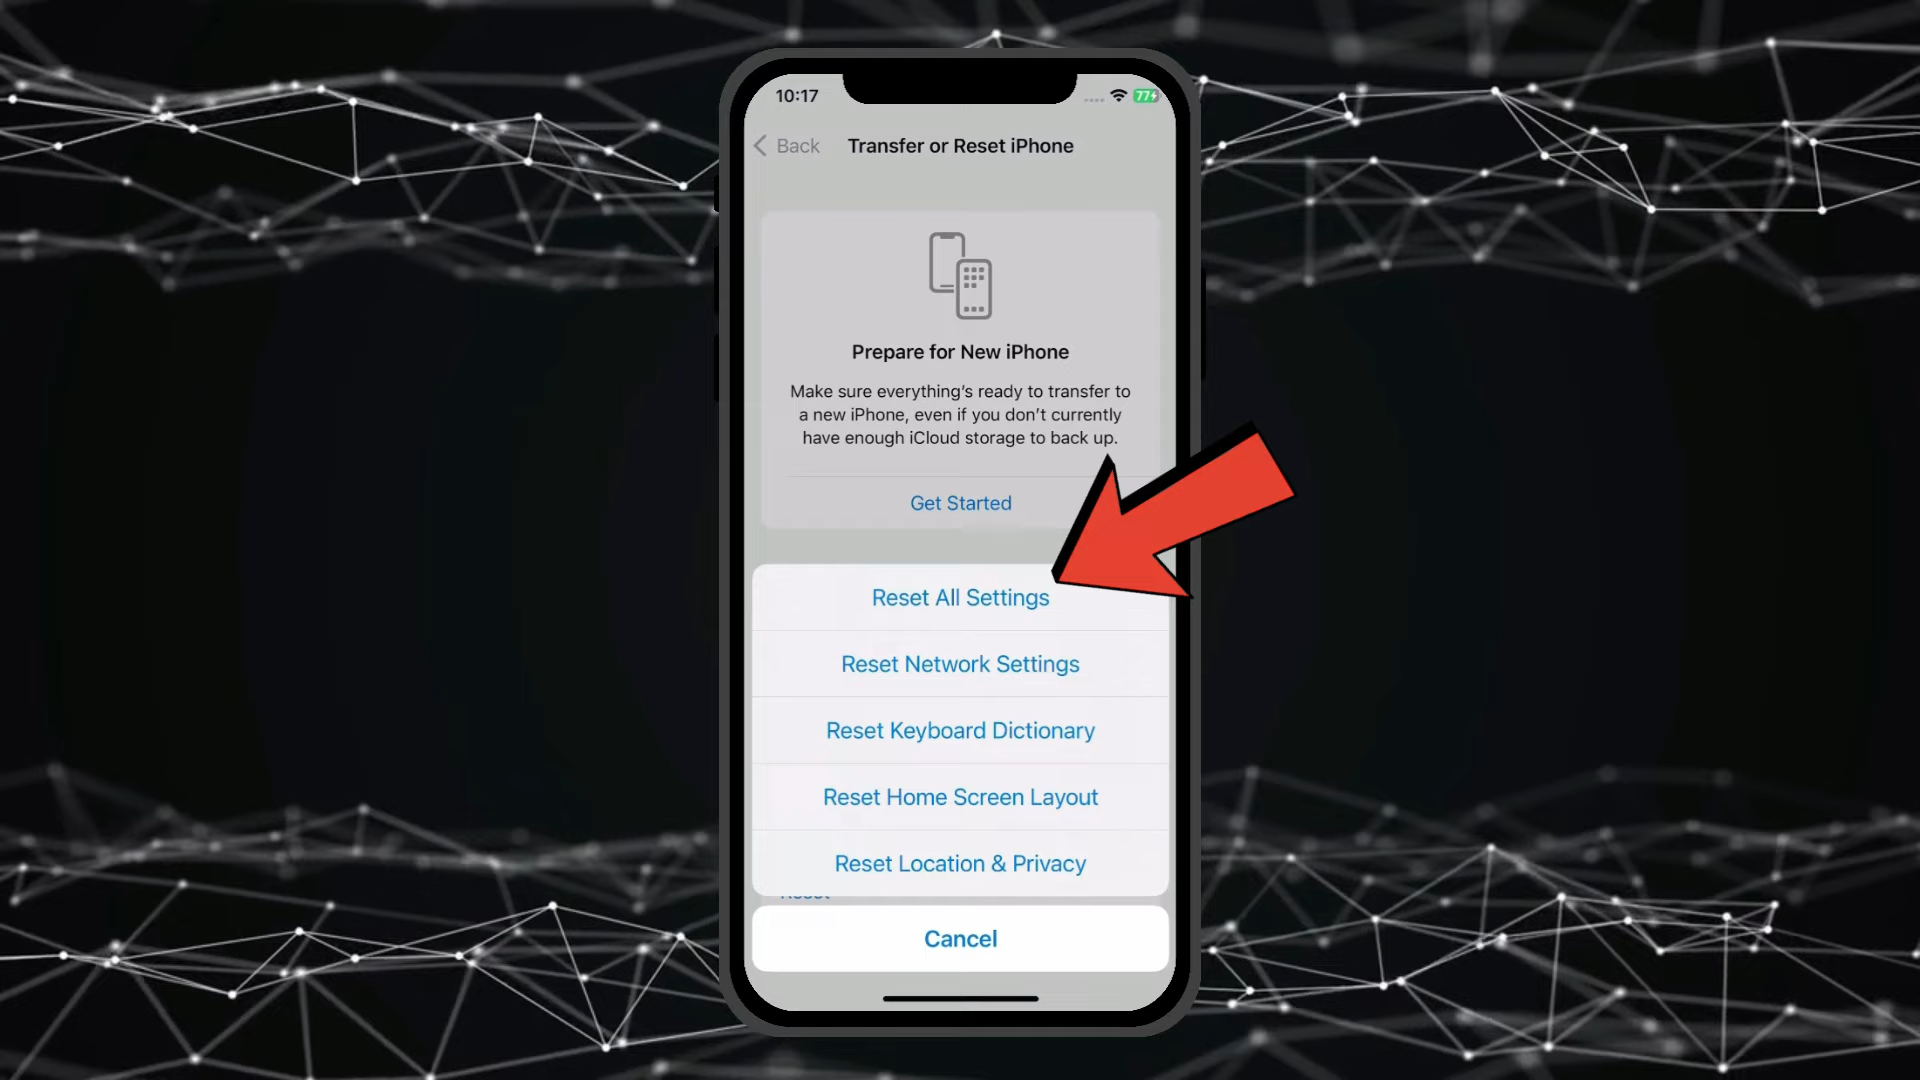 10:17
77
Back
Transfer or Reset iPhone
Prepare for New iPhone
Make sure everything's ready to transfer to
a new iPhone, even if you don't currently
have enough iCloud storage to back up.
Get Started
Reset All Settings
Reset Network Settings
Reset Keyboard Dictionary
Reset Home Screen Layout
Reset Location & Privacy
Reset
Cancel